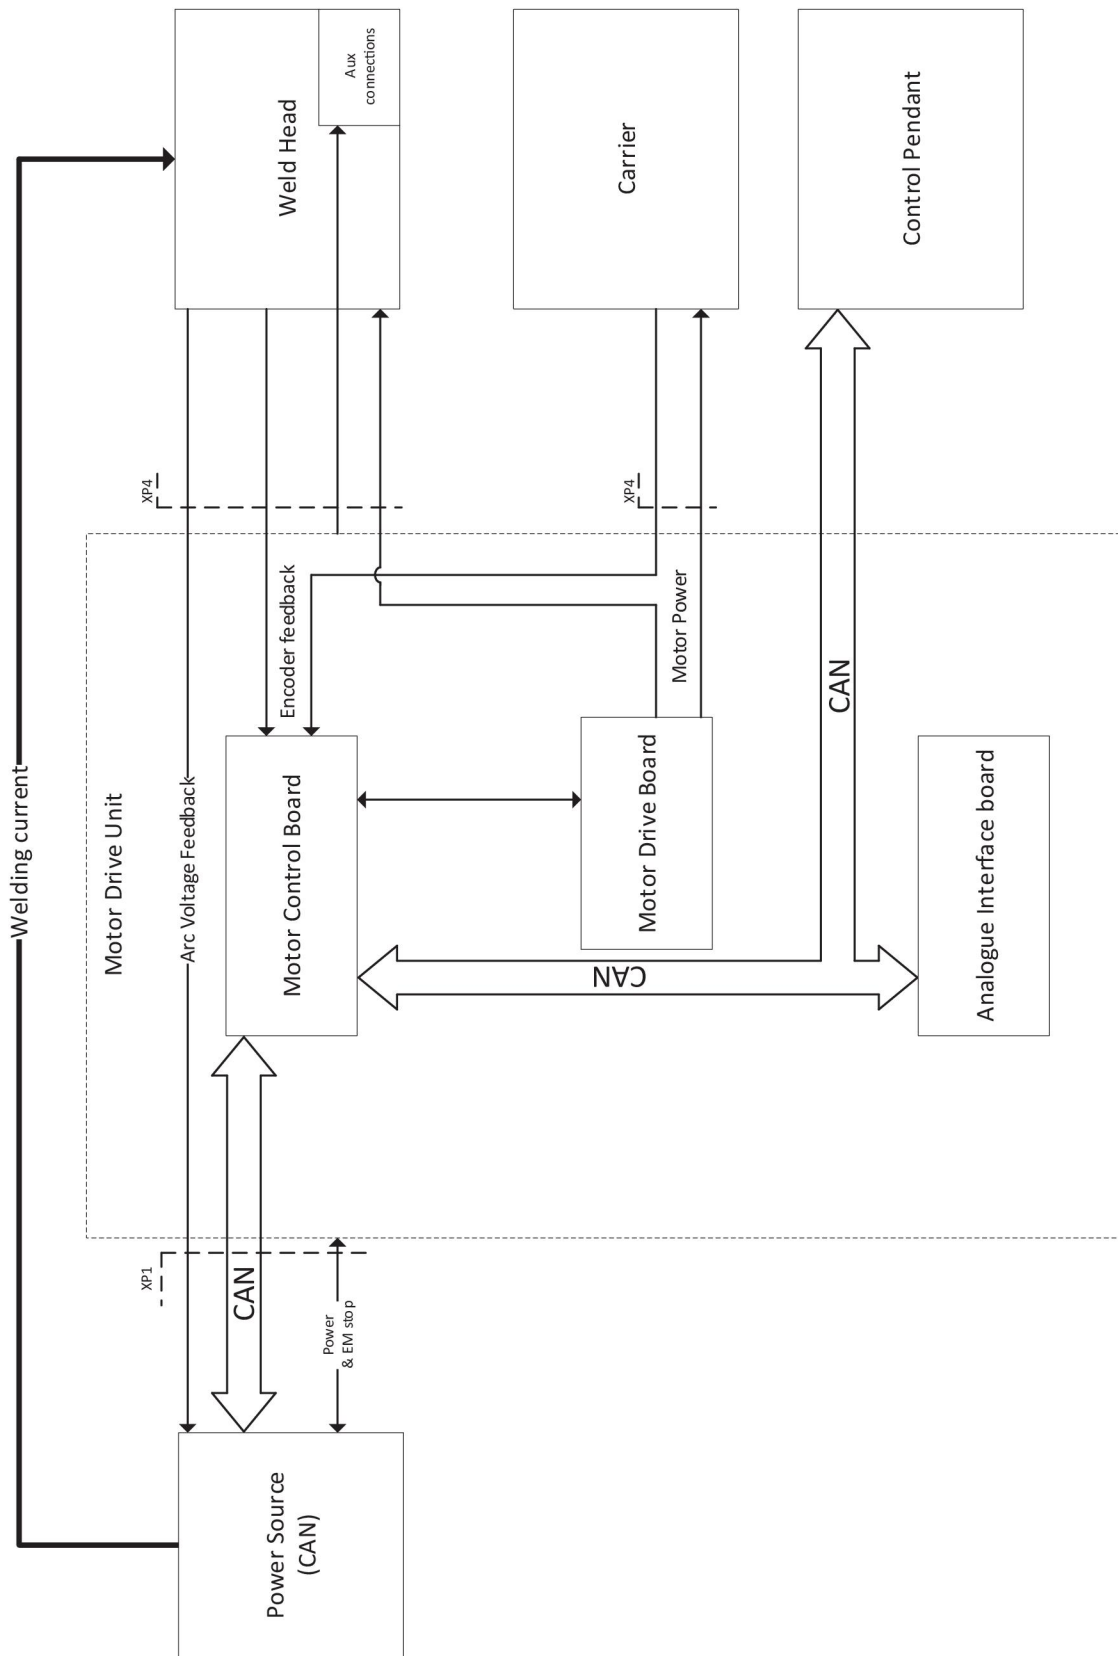 Welding current
Motor Drive Unit
Power Source
(CAN)
XP1
CAN
Power
& EM stop
Arc Voltage Feedback
Motor Control Board
Encoder feedback
XP4
Weld Head
Aux
connections
Motor Drive Board
Motor Power
XP4
Carrier
CAN
CAN
Control Pendant
Analogue Interface board